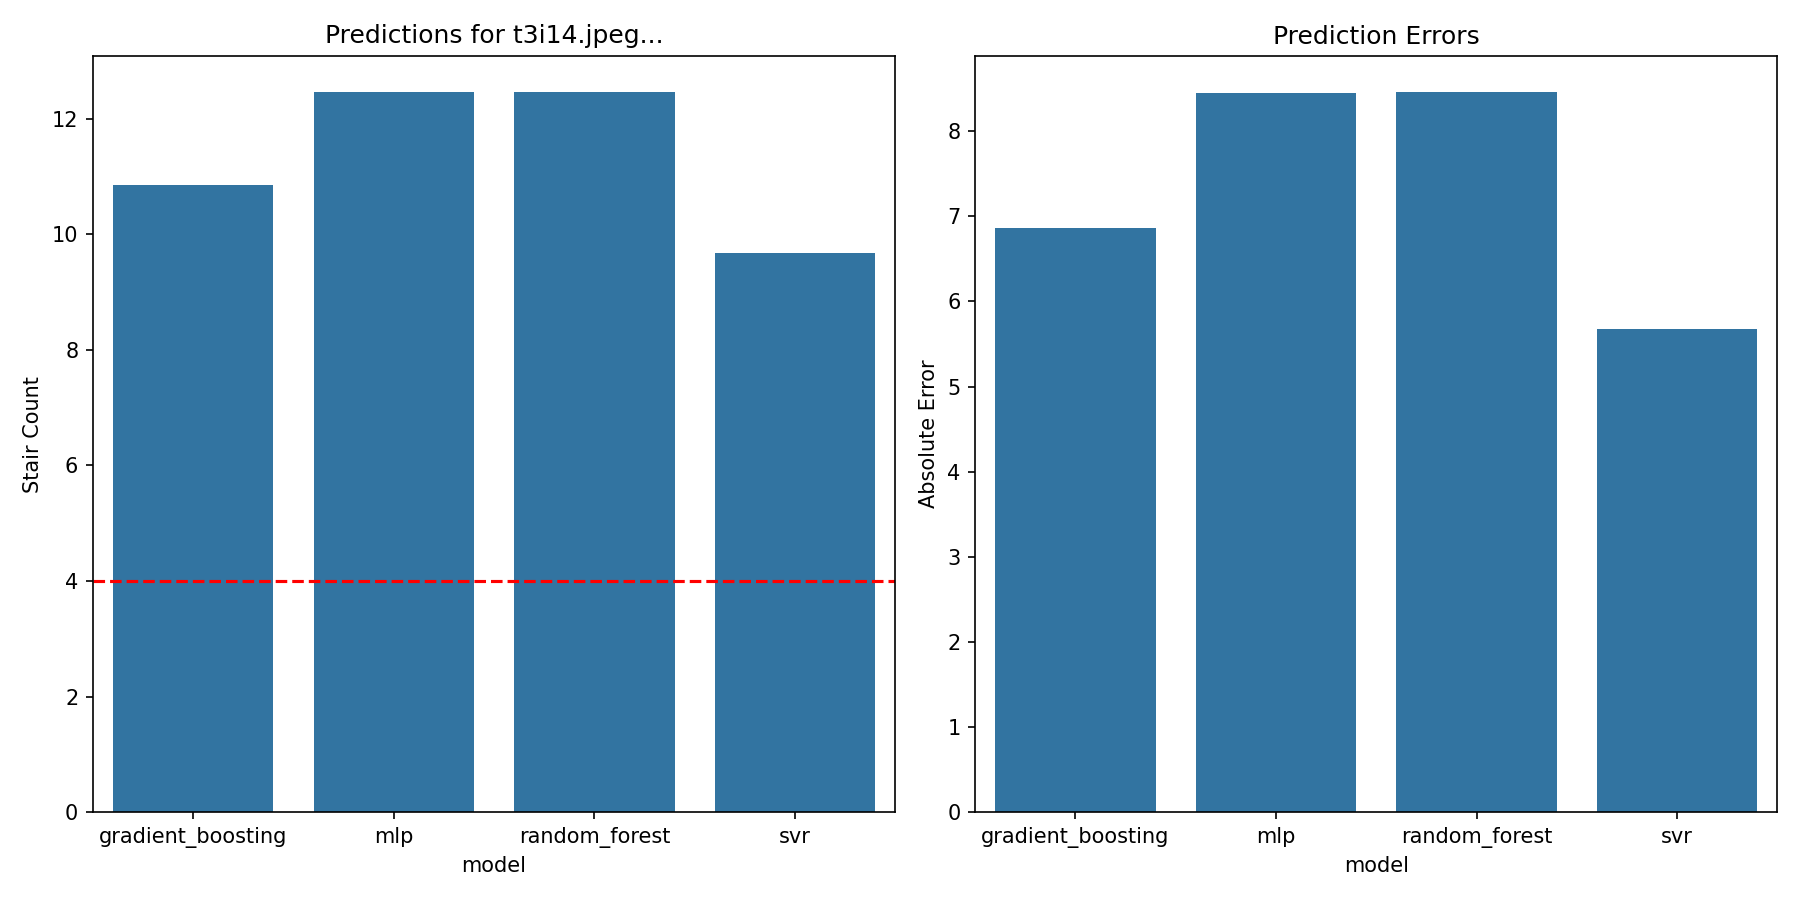 Predictions for t3i14.jpeg...
Stair Count
12
10
8
6
4
2
0
gradient_boosting mlp random_forest svr
model
Prediction Errors
Absolute Error
8
7
6
5
4
3
2
1
0
gradient_boosting mlp random_forest svr
model